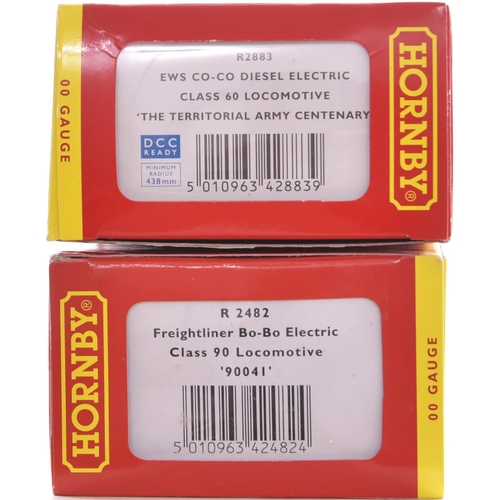 00 GAUGE
R2883
EWS CO-CO DIESEL ELECTRIC
CLASS 60 LOCOMOTIVE
'THE TERRITORIAL ARMY CENTENARY
DCC
READY
MINIMUM
RADIUS
438mm
5 010963 428839
HORNBY®
HORNBY®
R 2482
Freightliner Bo-Bo Electric
Class 90 Locomotive
'90041'
5 010963 424824
00 GAUGE